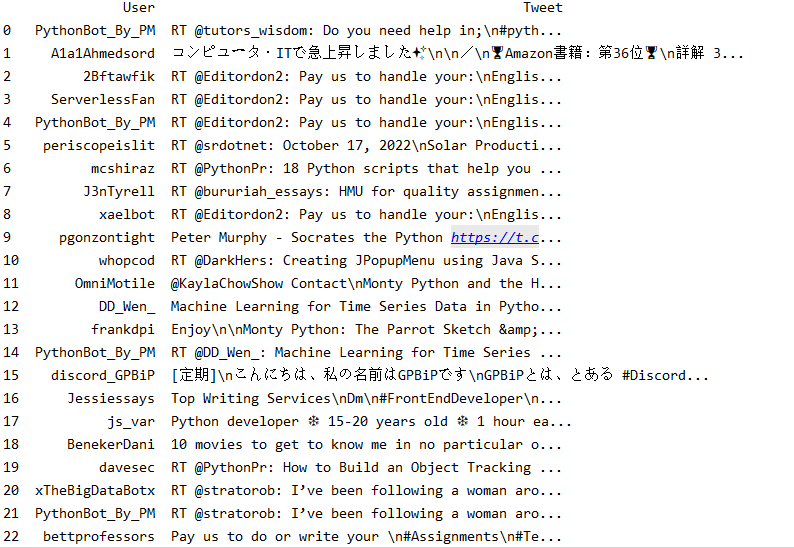 User Tweet
0 PythonBot_By_PM RT @tutors_wisdom: Do you need help in;\n#pyth...
1 A1a1Ahmedsord コンピュータ・ITで急上昇しました✨\n\n／\n🏆Amazon書籍：第36位🏆\n詳解 3...
2 2Bftawfik RT @Editordon2: Pay us to handle your:\nEnglis...
3 ServerlessFan RT @Editordon2: Pay us to handle your:\nEnglis...
4 PythonBot_By_PM RT @Editordon2: Pay us to handle your:\nEnglis...
5 periscopeislit RT @srdotnet: October 17, 2022\nSolar Producti...
6 mcshiraz RT @PythonPr: 18 Python scripts that help you ...
7 J3nTyrell RT @bururiah_essays: HMU for quality assignmen...
8 xaelbot RT @Editordon2: Pay us to handle your:\nEnglis...
9 pgonzontight Peter Murphy - Socrates the Python https://t.c...
10 whopcod RT @DarkHers: Creating JPopupMenu using Java S...
11 OmniMotile @KaylaChowShow Contact\nMonty Python and the H...
12 DD_Wen_ Machine Learning for Time Series Data in Pytho...
13 frankdpi Enjoy\n\nMonty Python: The Parrot Sketch &amp;...
14 PythonBot_By_PM RT @DD_Wen_: Machine Learning for Time Series ...
15 discord_GPBiP [定期]\nこんにちは、私の名前はGPBiPです\nGPBiPとは、とある #Discord...
16 Jessiessays Top Writing Services\nDm\n#FrontEndDeveloper\n...
17 js_var Python developer ❄ 15-20 years old ❄ 1 hour ea...
18 BenekerDani 10 movies to get to know me in no particular o...
19 davesec RT @PythonPr: How to Build an Object Tracking ...
20 xTheBigDataBotx RT @stratorob: I’ve been following a woman aro...
21 PythonBot_By_PM RT @stratorob: I’ve been following a woman aro...
22 bettprofessors Pay us to do or write your \n#Assignments\n#Te...